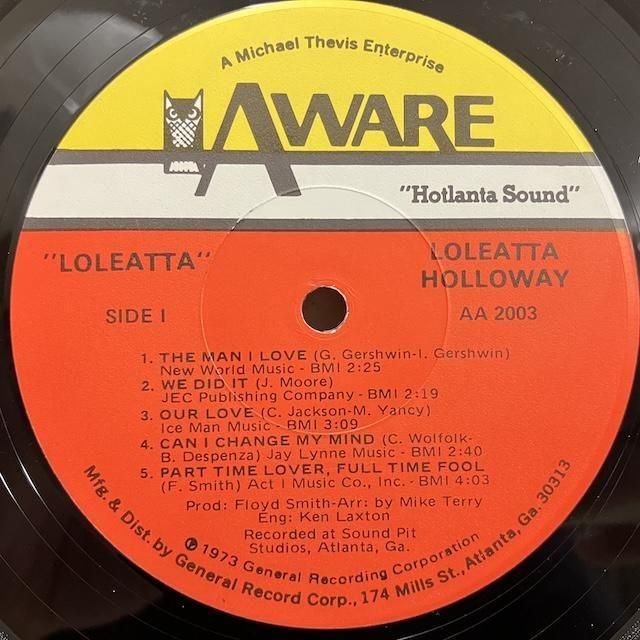 A Michael Thevis Enterprise
AWARE
"Hotlanta Sound"
"LOLEATTA"
LOLEATTA
HOLLOWAY
SIDE I
AA 2003
1. THE MAN I LOVE (G. Gershwin-I. Gershwin)
New World Music - BMI 2:25
2. WE DID IT (J. Moore)
JEC Publishing Company - BMI 2:19
3. OUR LOVE (C. Jackson-M. Yancy)
Ice Man Music - BMI 3:09
4. CAN I CHANGE MY MIND (C. Wolfolk-
B. Despenza) Jay Lynne Music - BMI 2:40
5. PART TIME LOVER, FULL TIME FOOL
(F. Smith) Act I Music Co., Inc. - BMI 4:03
Prod: Floyd Smith-Arr: by Mike Terry
Eng: Ken Laxton
Recorded at Sound Pit
Studios, Atlanta, Ga.
℗ 1973 General Recording Corporation
Mfg. & Dist. by General Record Corp., 174 Mills St., Atlanta, Ga. 30313